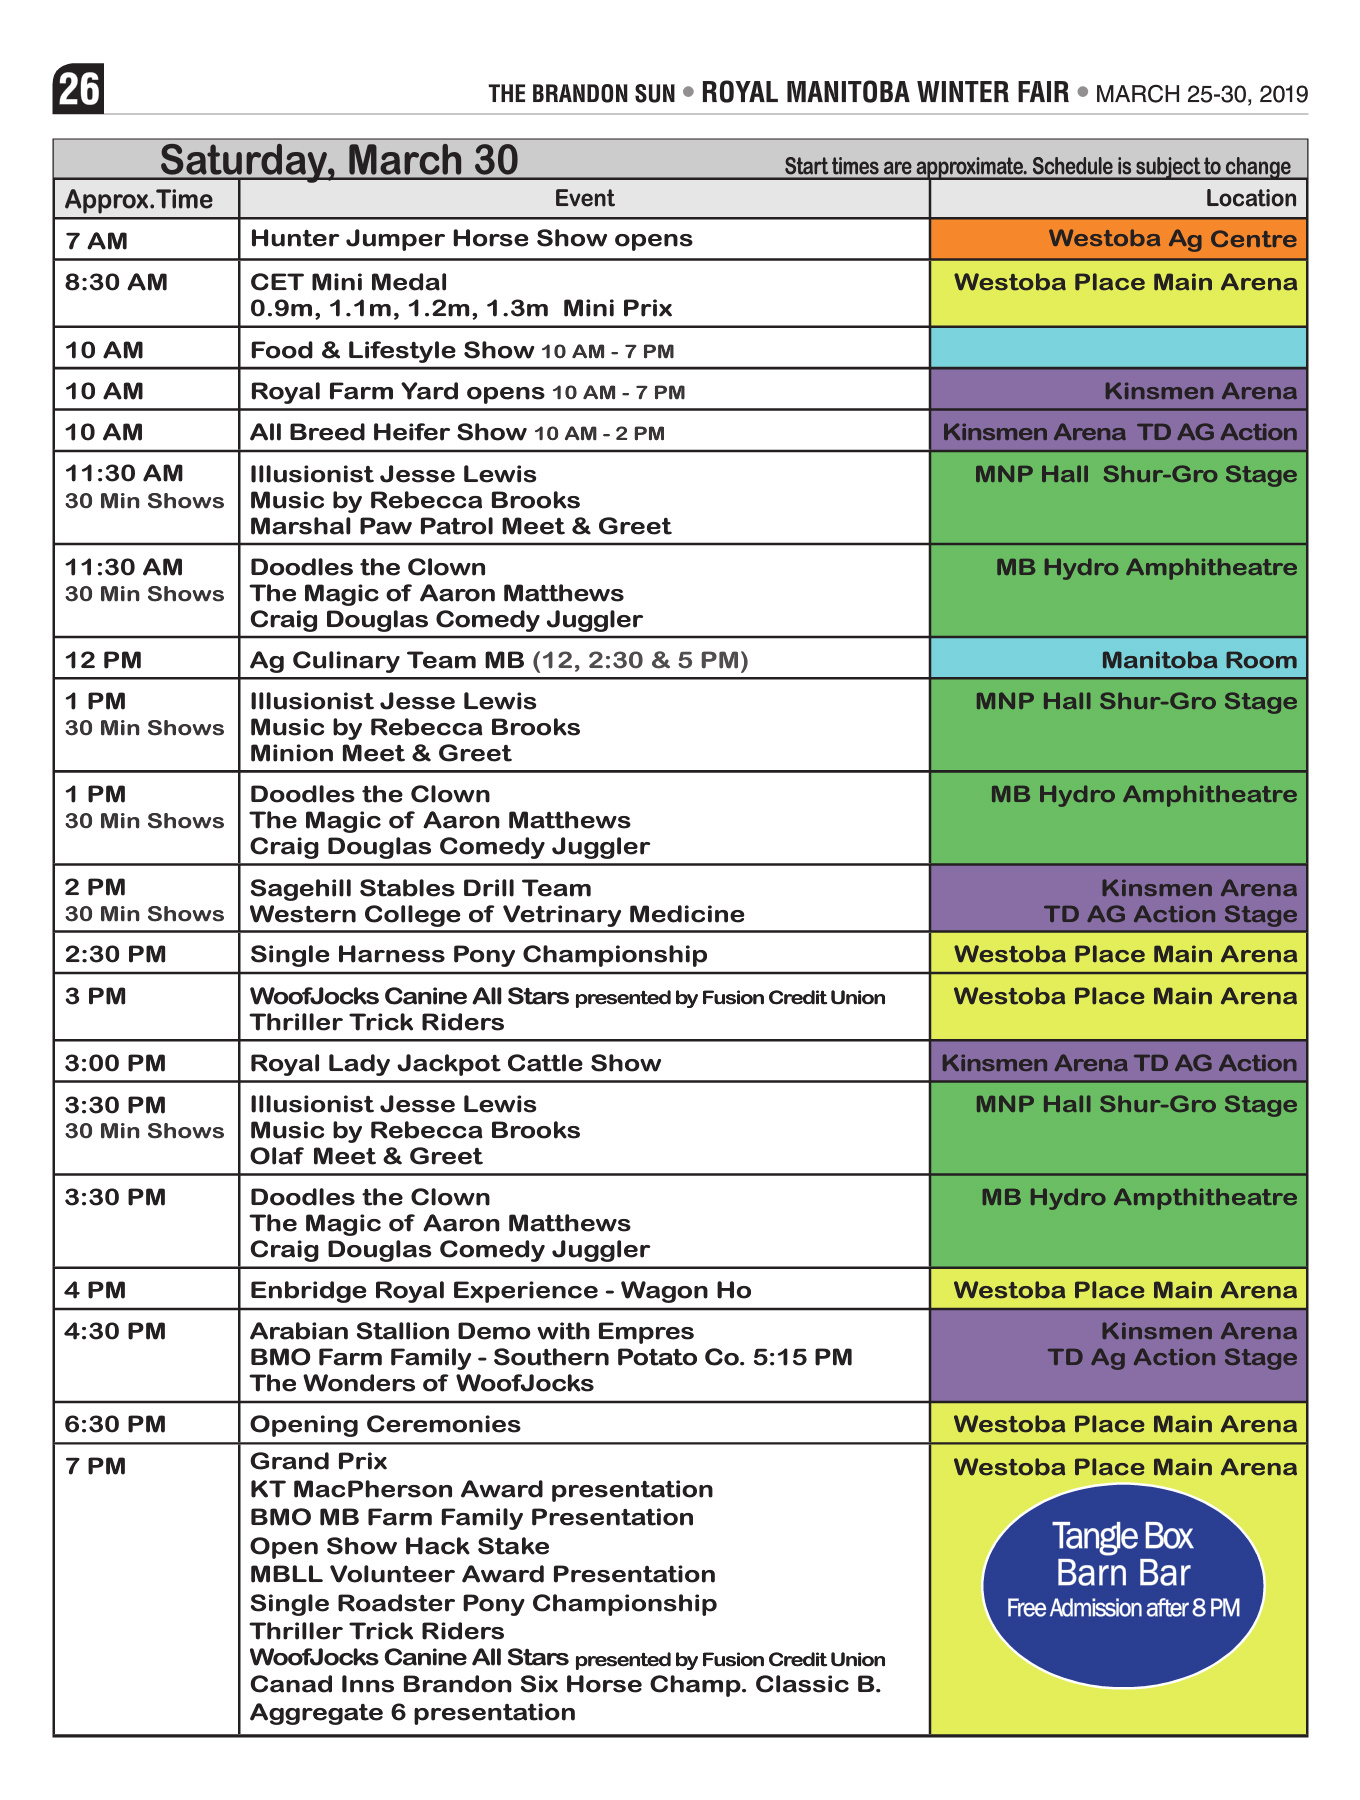 26
THE BRANDON SUN • ROYAL MANITOBA WINTER FAIR • MARCH 25-30, 2019
Saturday, March 30 Start times are approximate. Schedule is subject to change
Approx.Time Event Location
7 AM Hunter Jumper Horse Show opens Westoba Ag Centre
8:30 AM CET Mini Medal Westoba Place Main Arena
0.9m, 1.1m, 1.2m, 1.3m  Mini Prix
10 AM Food & Lifestyle Show 10 AM - 7 PM
10 AM Royal Farm Yard opens 10 AM - 7 PM Kinsmen Arena
10 AM All Breed Heifer Show 10 AM - 2 PM Kinsmen Arena  TD AG Action
11:30 AM Illusionist Jesse Lewis MNP Hall  Shur-Gro Stage
30 Min Shows Music by Rebecca Brooks
Marshal Paw Patrol Meet & Greet
11:30 AM Doodles the Clown MB Hydro Amphitheatre
30 Min Shows The Magic of Aaron Matthews
Craig Douglas Comedy Juggler
12 PM Ag Culinary Team MB (12, 2:30 & 5 PM) Manitoba Room
1 PM Illusionist Jesse Lewis MNP Hall Shur-Gro Stage
30 Min Shows Music by Rebecca Brooks
Minion Meet & Greet
1 PM Doodles the Clown MB Hydro Amphitheatre
30 Min Shows The Magic of Aaron Matthews
Craig Douglas Comedy Juggler
2 PM Sagehill Stables Drill Team Kinsmen Arena
30 Min Shows Western College of Vetrinary Medicine TD AG Action Stage
2:30 PM Single Harness Pony Championship Westoba Place Main Arena
3 PM WoofJocks Canine All Stars presented by Fusion Credit Union Westoba Place Main Arena
Thriller Trick Riders
3:00 PM Royal Lady Jackpot Cattle Show Kinsmen Arena TD AG Action
3:30 PM Illusionist Jesse Lewis MNP Hall Shur-Gro Stage
30 Min Shows Music by Rebecca Brooks
Olaf Meet & Greet
3:30 PM Doodles the Clown MB Hydro Ampthitheatre
The Magic of Aaron Matthews
Craig Douglas Comedy Juggler
4 PM Enbridge Royal Experience - Wagon Ho Westoba Place Main Arena
4:30 PM Arabian Stallion Demo with Empres Kinsmen Arena
BMO Farm Family - Southern Potato Co. 5:15 PM TD Ag Action Stage
The Wonders of WoofJocks
6:30 PM Opening Ceremonies Westoba Place Main Arena
7 PM Grand Prix Westoba Place Main Arena
KT MacPherson Award presentation
BMO MB Farm Family Presentation
Open Show Hack Stake
MBLL Volunteer Award Presentation
Single Roadster Pony Championship
Thriller Trick Riders
WoofJocks Canine All Stars presented by Fusion Credit Union
Canad Inns Brandon Six Horse Champ. Classic B.
Aggregate 6 presentation
Tangle Box
Barn Bar
Free Admission after 8 PM